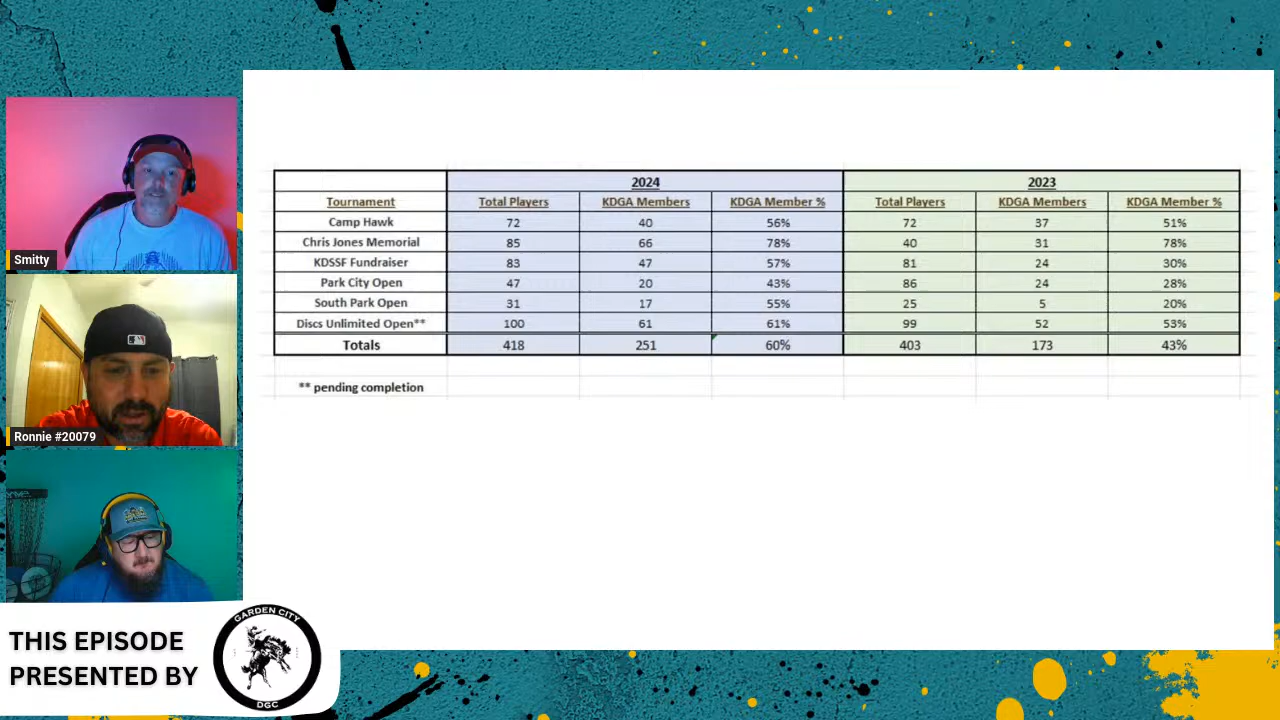 2024 2023
Tournament Total Players KDGA Members KDGA Member % Total Players KDGA Members KDGA Member %
Camp Hawk 72 40 56% 72 37 51%
Chris Jones Memorial 85 66 78% 40 31 78%
KDSSF Fundraiser 83 47 57% 81 24 30%
Park City Open 47 20 43% 86 24 28%
South Park Open 31 17 55% 25 5 20%
Discs Unlimited Open** 100 61 61% 99 52 53%
Totals 418 251 60% 403 173 43%
** pending completion
Smitty
Ronnie #20079
THIS EPISODE
PRESENTED BY
GARDEN CITY
DGC